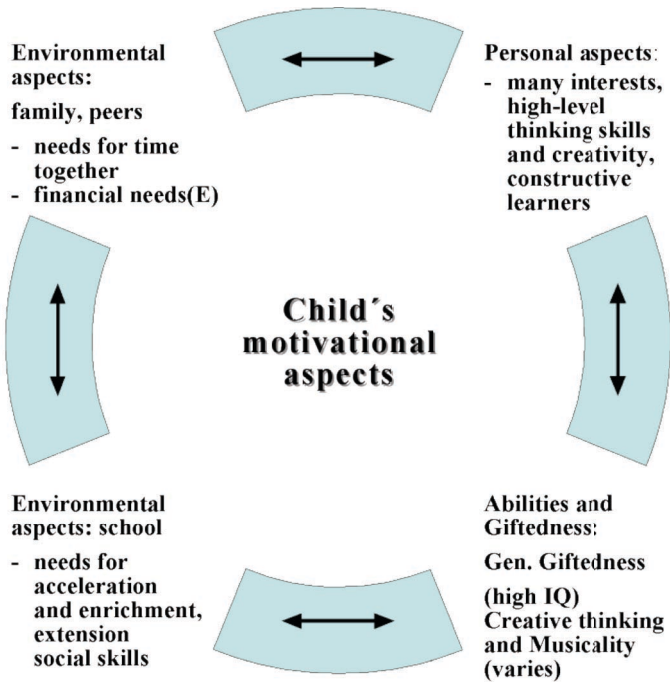 Environmental
aspects:
family, peers
- needs for time
together
- financial needs(E)
Personal aspects:
- many interests,
high-level
thinking skills
and creativity,
constructive
learners
Child´s
motivational
aspects
Environmental
aspects: school
- needs for
acceleration
and enrichment,
extension
social skills
Abilities and
Giftedness:
Gen. Giftedness
(high IQ)
Creative thinking
and Musicality
(varies)